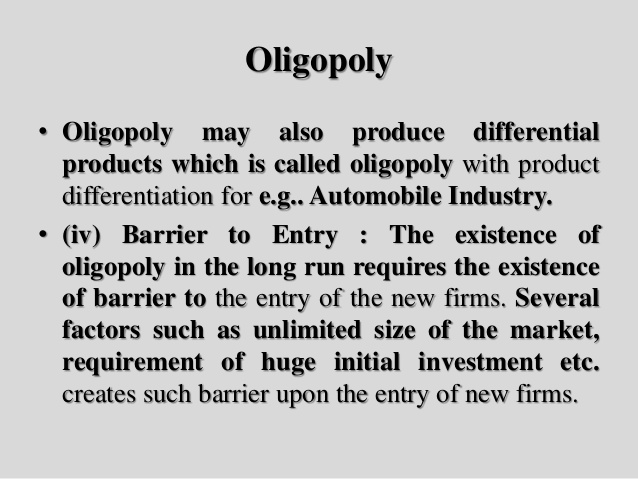 Oligopoly
• Oligopoly may also produce differential
products which is called oligopoly with product
differentiation for e.g.. Automobile Industry.
• (iv) Barrier to Entry : The existence of
oligopoly in the long run requires the existence
of barrier to the entry of the new firms. Several
factors such as unlimited size of the market,
requirement of huge initial investment etc.
creates such barrier upon the entry of new firms.